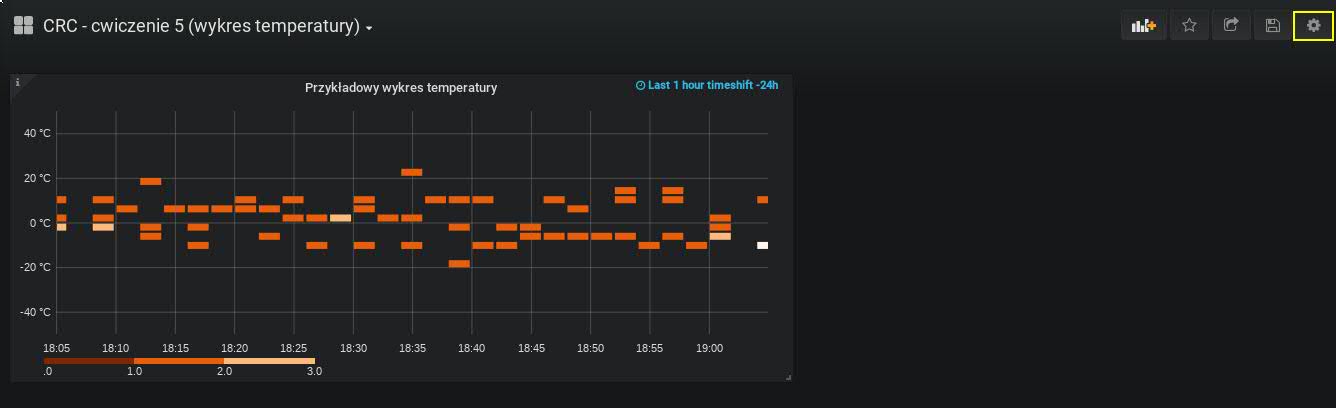 CRC - cwiczenie 5 (wykres temperatury)
i
Przykładowy wykres temperatury
Last 1 hour timeshift -24h
40 °C
20 °C
0 °C
-20 °C
-40 °C
18:05 18:10 18:15 18:20 18:25 18:30 18:35 18:40 18:45 18:50 18:55 19:00
.0 1.0 2.0 3.0